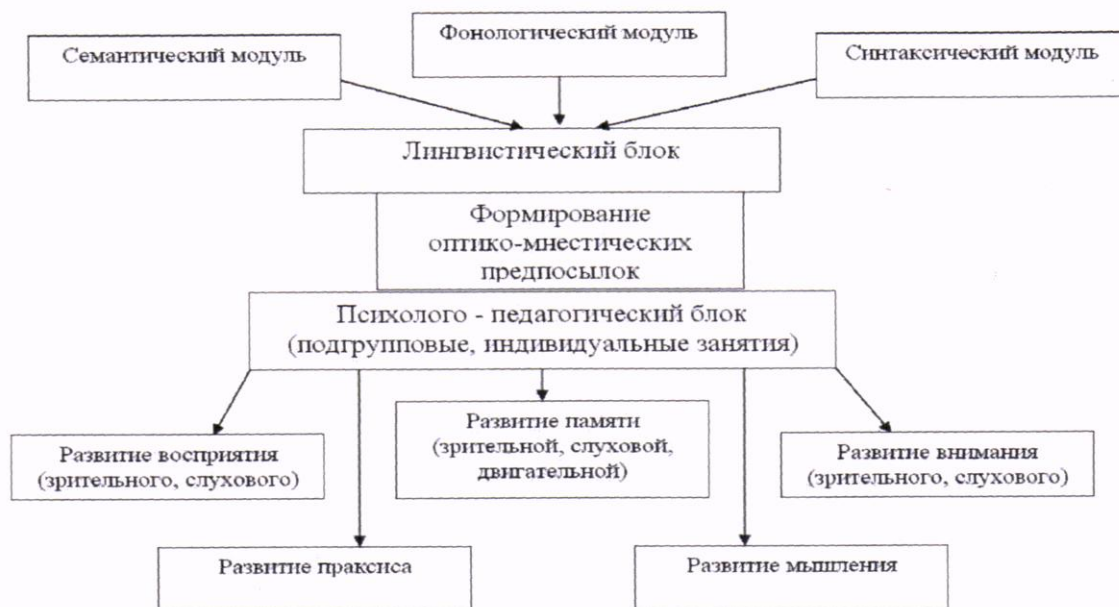 Семантический модуль
Фонологический модуль
Синтаксический модуль
Лингвистический блок
Формирование
оптико-мнестических
предпосылок
Психолого - педагогический блок
(подгрупповые, индивидуальные занятия)
Развитие восприятия
(зрительного, слухового)
Развитие памяти
(зрительной, слуховой,
двигательной)
Развитие внимания
(зрительного, слухового)
Развитие праксиса
Развитие мышления